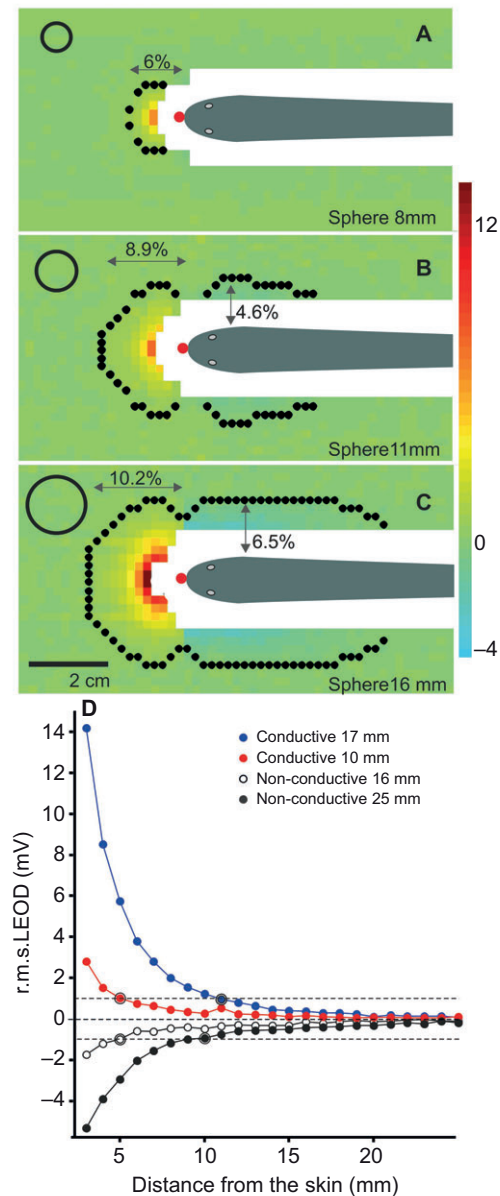 A
6%
Sphere 8mm
12
8.9%
B
4.6%
Sphere11mm
10.2%
C
0
6.5%
–4
2 cm
Sphere16 mm
D
14
Conductive 17 mm
12
Conductive 10 mm
Non-conductive 16 mm
10
Non-conductive 25 mm
8
6
4
2
0
–2
–4
r.m.s.LEOD (mV)
5 10 15 20
Distance from the skin (mm)